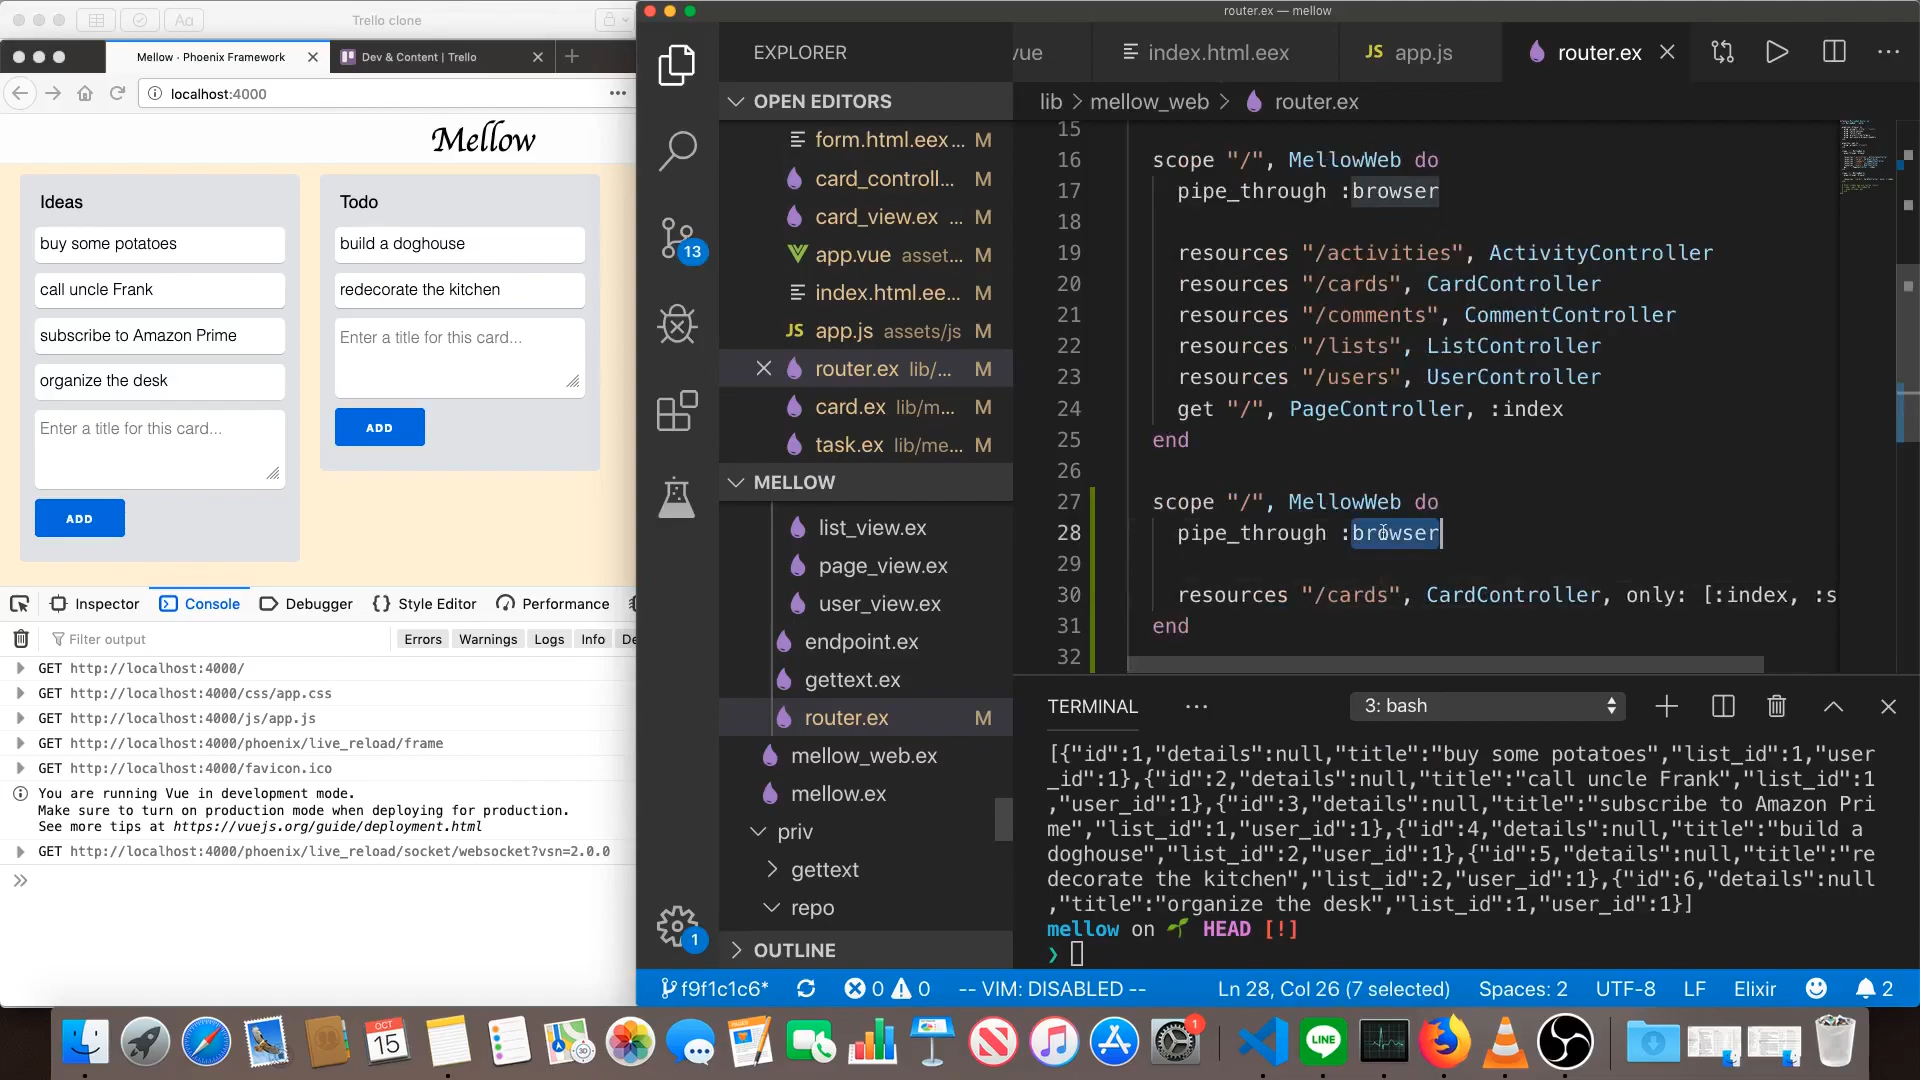 Trello clone
Mellow · Phoenix Framework
Dev & Content | Trello
localhost:4000
Mellow
Ideas
buy some potatoes
call uncle Frank
subscribe to Amazon Prime
organize the desk
Enter a title for this card...
ADD
Todo
build a doghouse
redecorate the kitchen
Enter a title for this card...
ADD
Inspector
Console
Debugger
Style Editor
Performance
Filter output
Errors
Warnings
Logs
Info
De
GET http://localhost:4000/
GET http://localhost:4000/css/app.css
GET http://localhost:4000/js/app.js
GET http://localhost:4000/phoenix/live_reload/frame
GET http://localhost:4000/favicon.ico
You are running Vue in development mode.
Make sure to turn on production mode when deploying for production.
See more tips at https://vuejs.org/guide/deployment.html
GET http://localhost:4000/phoenix/live_reload/socket/websocket?vsn=2.0.0
router.ex — mellow
EXPLORER
OPEN EDITORS
form.html.eex... M
card_controll... M
card_view.ex ... M
app.vue asset... M
index.html.ee... M
JS app.js assets/js M
router.ex lib/... M
card.ex lib/m... M
task.ex lib/me... M
MELLOW
list_view.ex
page_view.ex
user_view.ex
endpoint.ex
gettext.ex
router.ex M
mellow_web.ex
mellow.ex
priv
gettext
repo
OUTLINE
13
1
vue
index.html.eex
JS app.js
router.ex
lib > mellow_web > router.ex
15
16 scope "/", MellowWeb do
17 pipe_through :browser
18
19 resources "/activities", ActivityController
20 resources "/cards", CardController
21 resources "/comments", CommentController
22 resources "/lists", ListController
23 resources "/users", UserController
24 get "/", PageController, :index
25 end
26
27 scope "/", MellowWeb do
28 pipe_through :browser
29
30 resources "/cards", CardController, only: [:index, :s
31 end
32
TERMINAL
3: bash
[{"id":1,"details":null,"title":"buy some potatoes","list_id":1,"user
_id":1},{"id":2,"details":null,"title":"call uncle Frank","list_id":1
,"user_id":1},{"id":3,"details":null,"title":"subscribe to Amazon Pri
me","list_id":1,"user_id":1},{"id":4,"details":null,"title":"build a
doghouse","list_id":2,"user_id":1},{"id":5,"details":null,"title":"re
decorate the kitchen","list_id":2,"user_id":1},{"id":6,"details":null
,"title":"organize the desk","list_id":1,"user_id":1}]
mellow on HEAD [!]
❯
f9f1c1c6*
0
0
-- VIM: DISABLED --
Ln 28, Col 26 (7 selected)
Spaces: 2
UTF-8
LF
Elixir
2
OCT
15
LINE
1